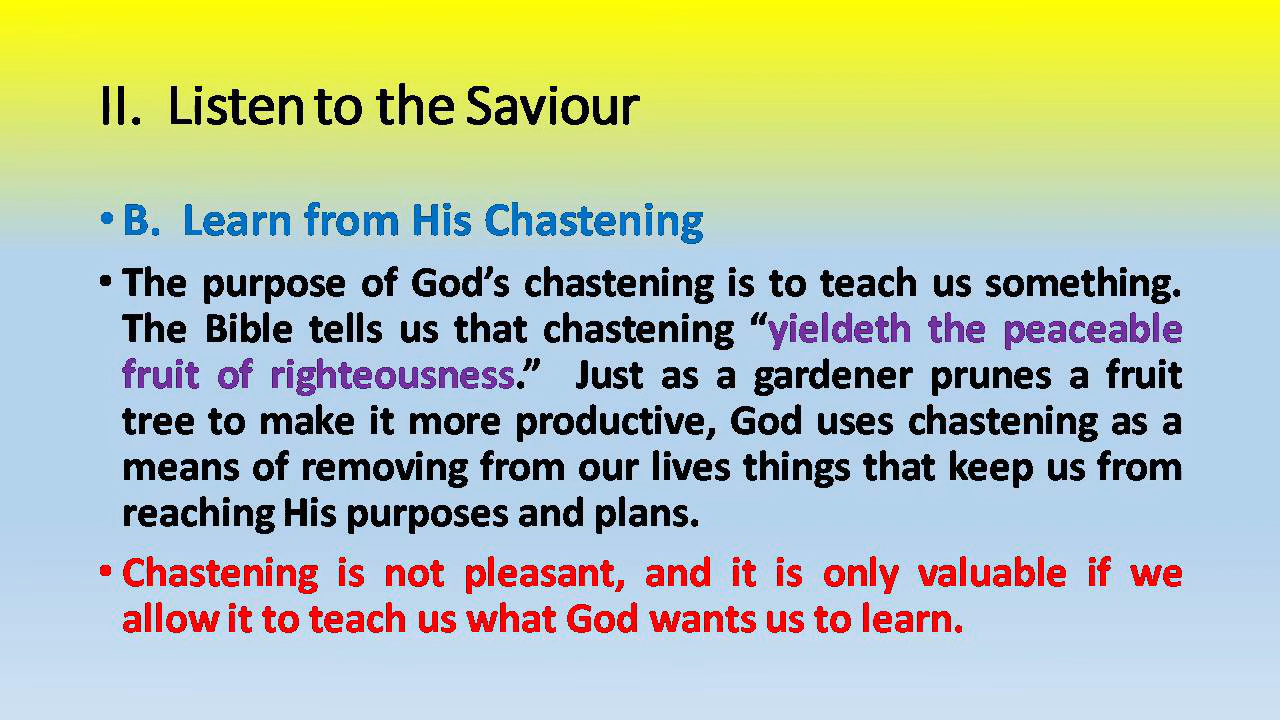 II. Listen to the Saviour
• B. Learn from His Chastening
• The purpose of God’s chastening is to teach us something.
The Bible tells us that chastening “yieldeth the peaceable
fruit of righteousness.” Just as a gardener prunes a fruit
tree to make it more productive, God uses chastening as a
means of removing from our lives things that keep us from
reaching His purposes and plans.
• Chastening is not pleasant, and it is only valuable if we
allow it to teach us what God wants us to learn.